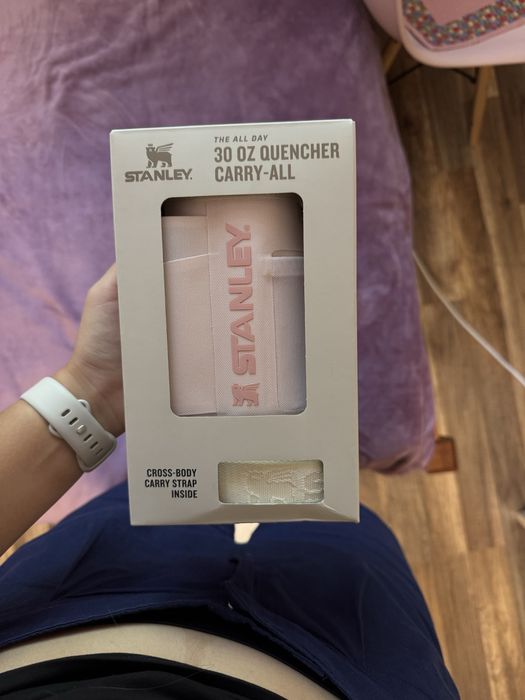 STANLEY.
THE ALL DAY
30 OZ QUENCHER
CARRY-ALL
STANLEY.
CROSS-BODY
CARRY STRAP
INSIDE